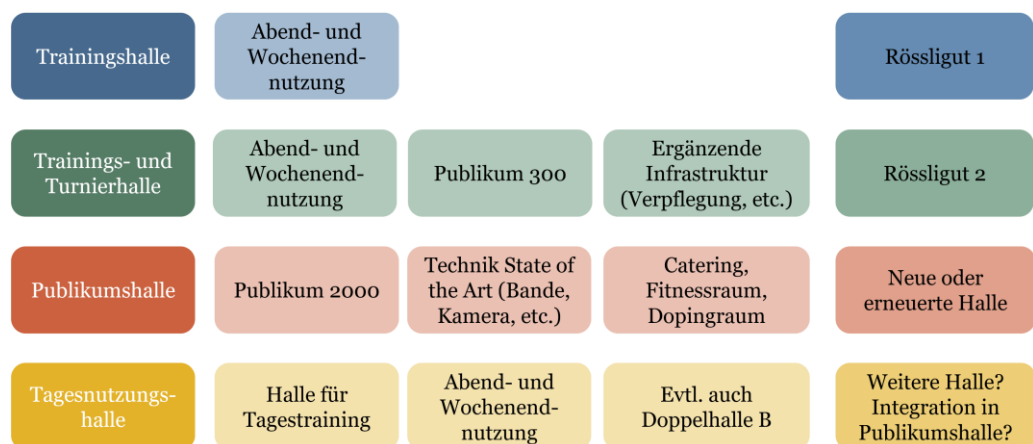 Trainingshalle
Abend- und
Wochenend-
nutzung
Rössligut 1
Trainings- und
Turnierhalle
Abend- und
Wochenend-
nutzung
Publikum 300
Ergänzende
Infrastruktur
(Verpflegung, etc.)
Rössligut 2
Publikumshalle
Publikum 2000
Technik State of
the Art (Bande,
Kamera, etc.)
Catering,
Fitnessraum,
Dopingraum
Neue oder
erneuerte Halle
Tagesnutzungs-
halle
Halle für
Tagestraining
Abend- und
Wochenend-
nutzung
Evtl. auch
Doppelhalle B
Weitere Halle?
Integration in
Publikumshalle?